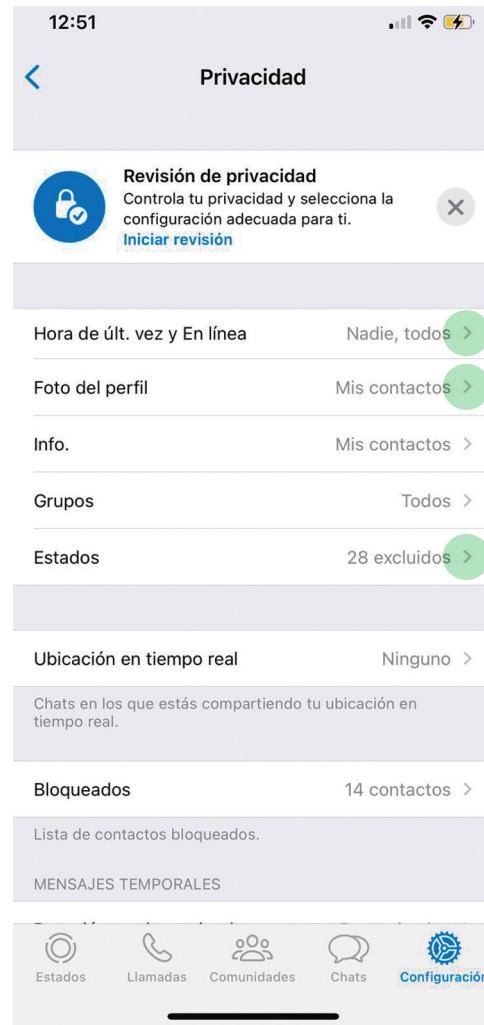 12:51
Privacidad
Revisión de privacidad
Controla tu privacidad y selecciona la
configuración adecuada para ti.
Iniciar revisión
Hora de últ. vez y En línea Nadie, todos
Foto del perfil Mis contactos
Info. Mis contactos
Grupos Todos
Estados 28 excluidos
Ubicación en tiempo real Ninguno
Chats en los que estás compartiendo tu ubicación en
tiempo real.
Bloqueados 14 contactos
Lista de contactos bloqueados.
MENSAJES TEMPORALES
Estados Llamadas Comunidades Chats Configuración